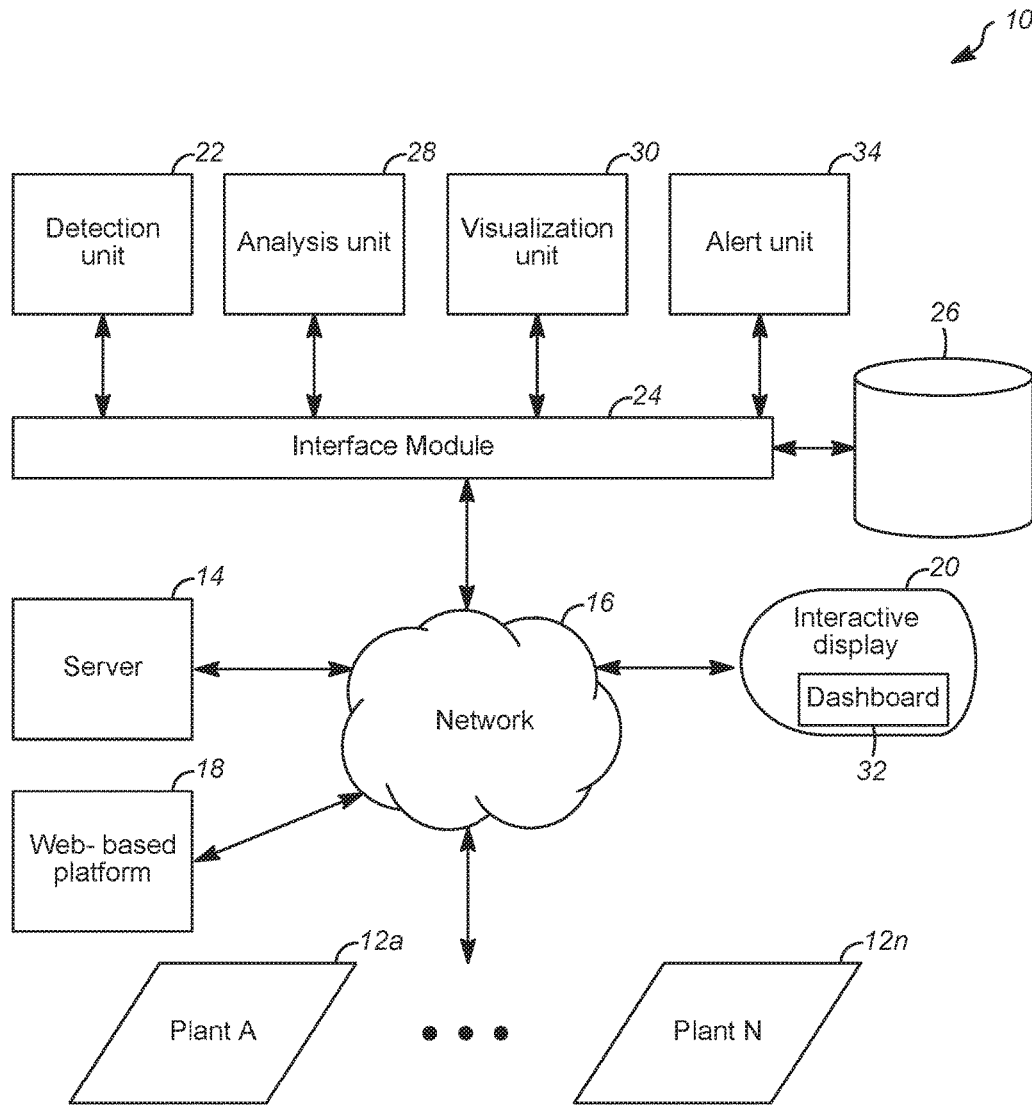 10
22
28
30
34
Detection
unit
Analysis unit
Visualization
unit
Alert unit
26
24
Interface Module
14
16
20
Server
Network
Interactive
display
Dashboard
32
18
Web- based
platform
12a
12n
Plant A
Plant N